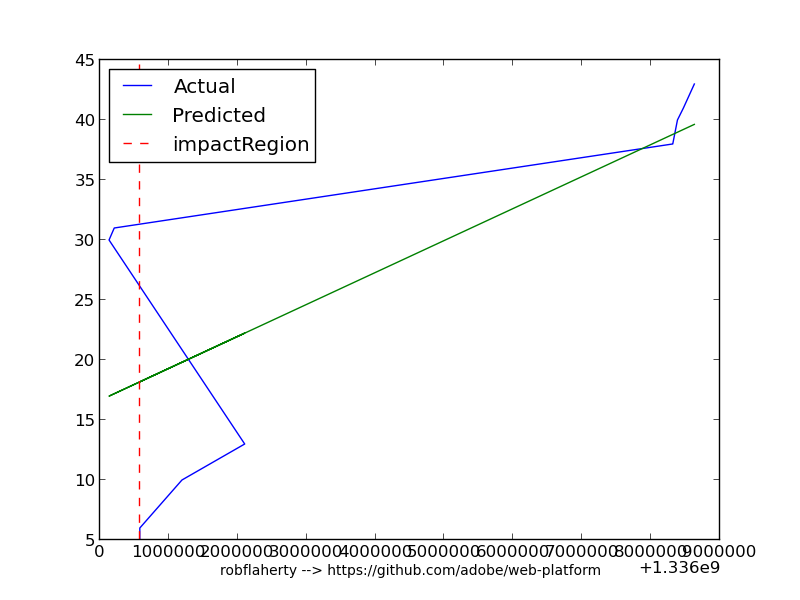 45
Actual
Predicted
impactRegion
40
35
30
25
20
15
10
5
0 1000000 2000000 3000000 4000000 5000000 6000000 7000000 8000000 9000000
robflaherty --> https://github.com/adobe/web-platform
+1.336e9